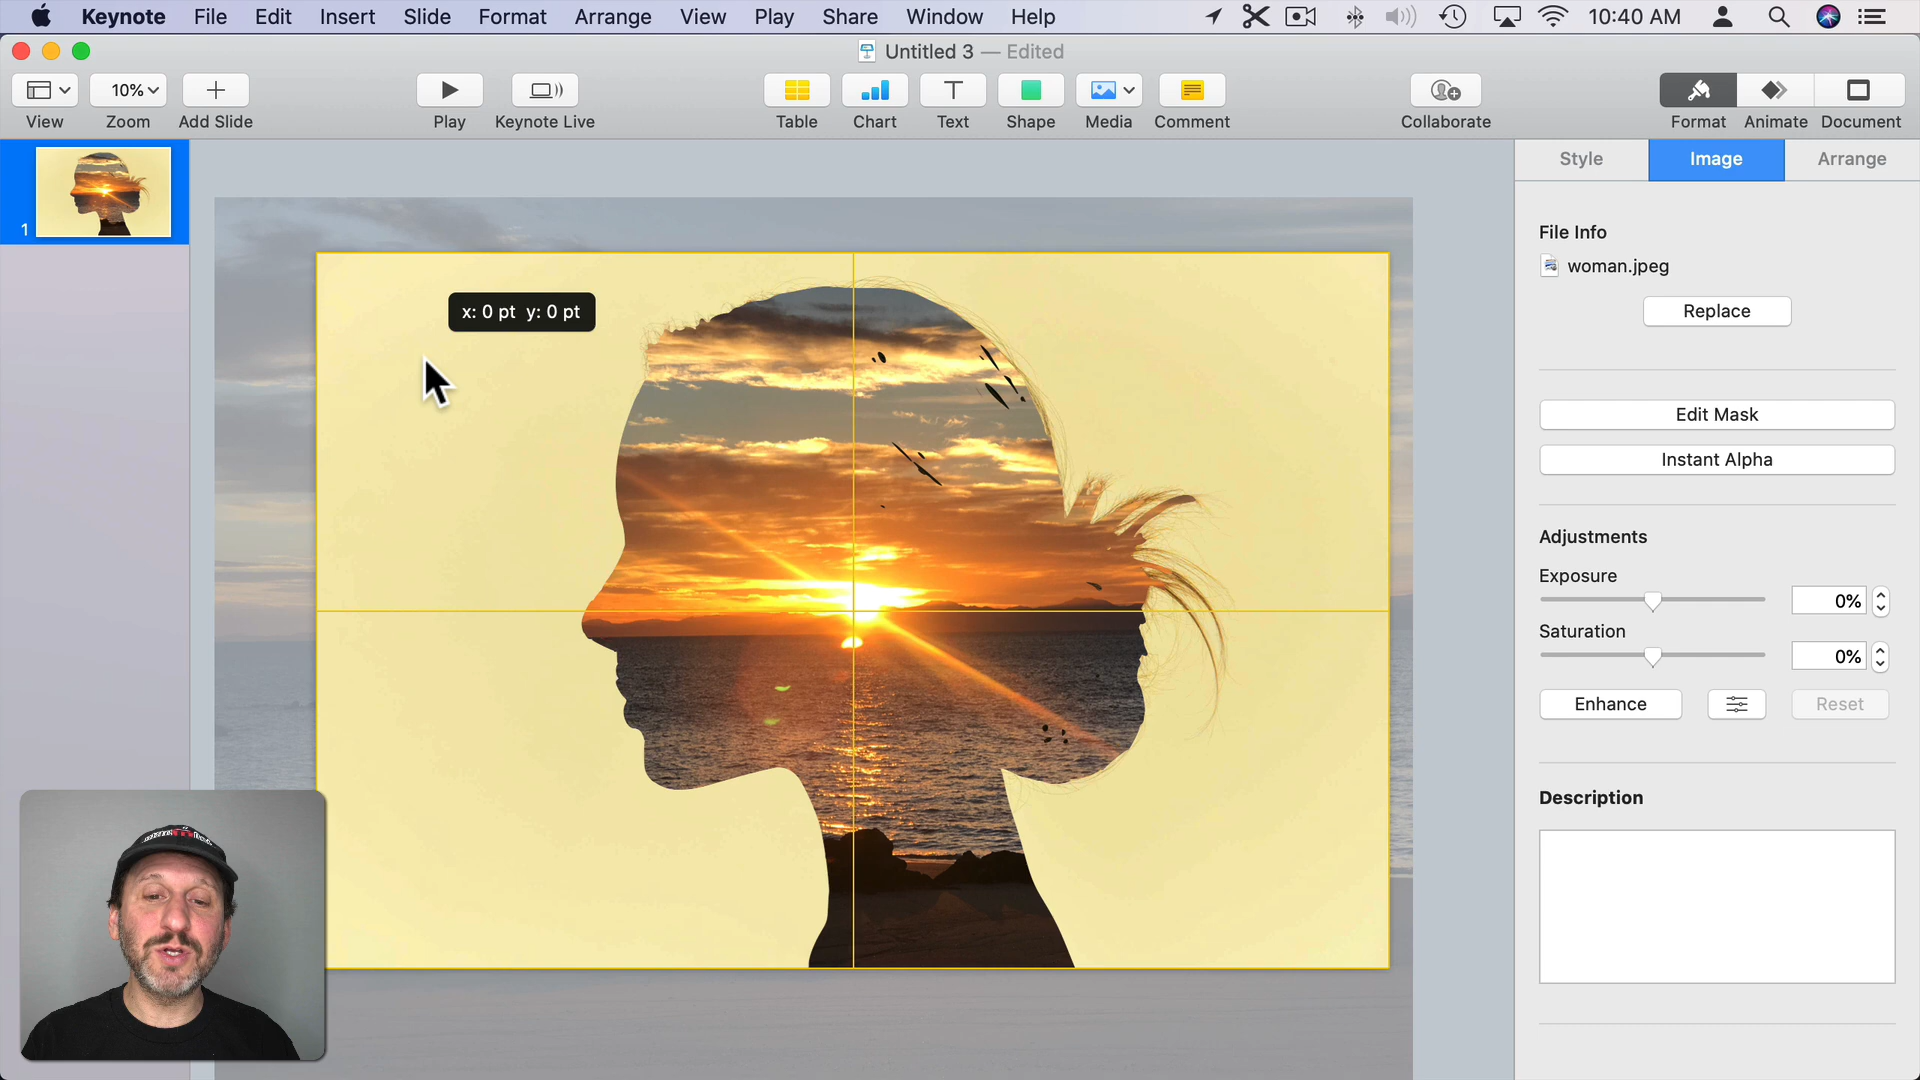 Keynote File Edit Insert Slide Format Arrange View Play Share Window Help 10:40 AM
Untitled 3 — Edited
10%
View Zoom Add Slide Play Keynote Live Table Chart Text Shape Media Comment Collaborate Format Animate Document
Style Image Arrange
1
x: 0 pt y: 0 pt
File Info
woman.jpeg
Replace
Edit Mask
Instant Alpha
Adjustments
Exposure
0%
Saturation
0%
Enhance Reset
Description